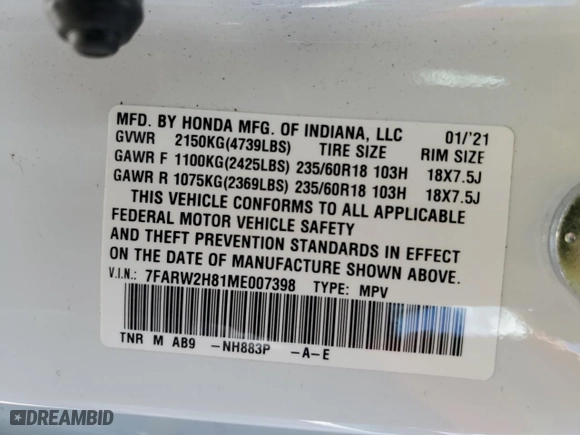 MFD. BY HONDA MFG. OF INDIANA, LLC 01/'21
GVWR 2150KG(4739LBS) TIRE SIZE RIM SIZE
GAWR F 1100KG(2425LBS) 235/60R18 103H 18X7.5J
GAWR R 1075KG(2369LBS) 235/60R18 103H 18X7.5J
THIS VEHICLE CONFORMS TO ALL APPLICABLE
FEDERAL MOTOR VEHICLE SAFETY
AND THEFT PREVENTION STANDARDS IN EFFECT
ON THE DATE OF MANUFACTURE SHOWN ABOVE.
V.I.N.: 7FARW2H81ME007398 TYPE: MPV
TNR M AB9 -NH883P -A-E
DREAMBID